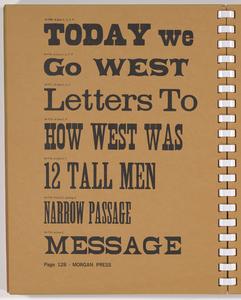 TODAY we
Go WEST
Letters To
HOW WEST WAS
12 TALL MEN
NARROW PASSAGE
MESSAGE
Page 128 - MORGAN PRESS